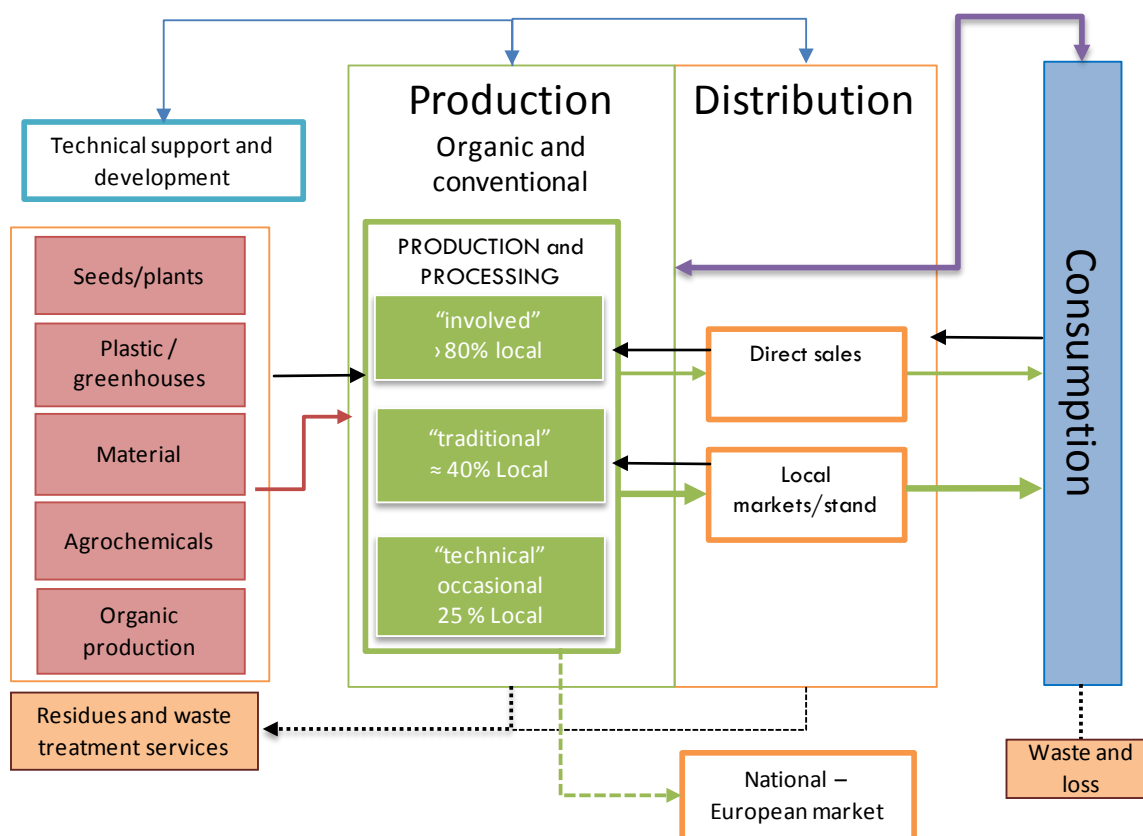 Production
Organic and
conventional
Distribution
Technical support and
development
Seeds/plants
Plastic /
greenhouses
Material
Agrochemicals
Organic
production
Residues and waste
treatment services
PRODUCTION and
PROCESSING
“involved”
›80% local
“traditional”
≈ 40% Local
“technical”
occasional
25 % Local
Direct sales
Local
markets/stand
National –
European market
Consumption
Waste and
loss